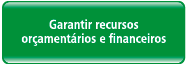 Garantir recursos
orçamentários e financeiros